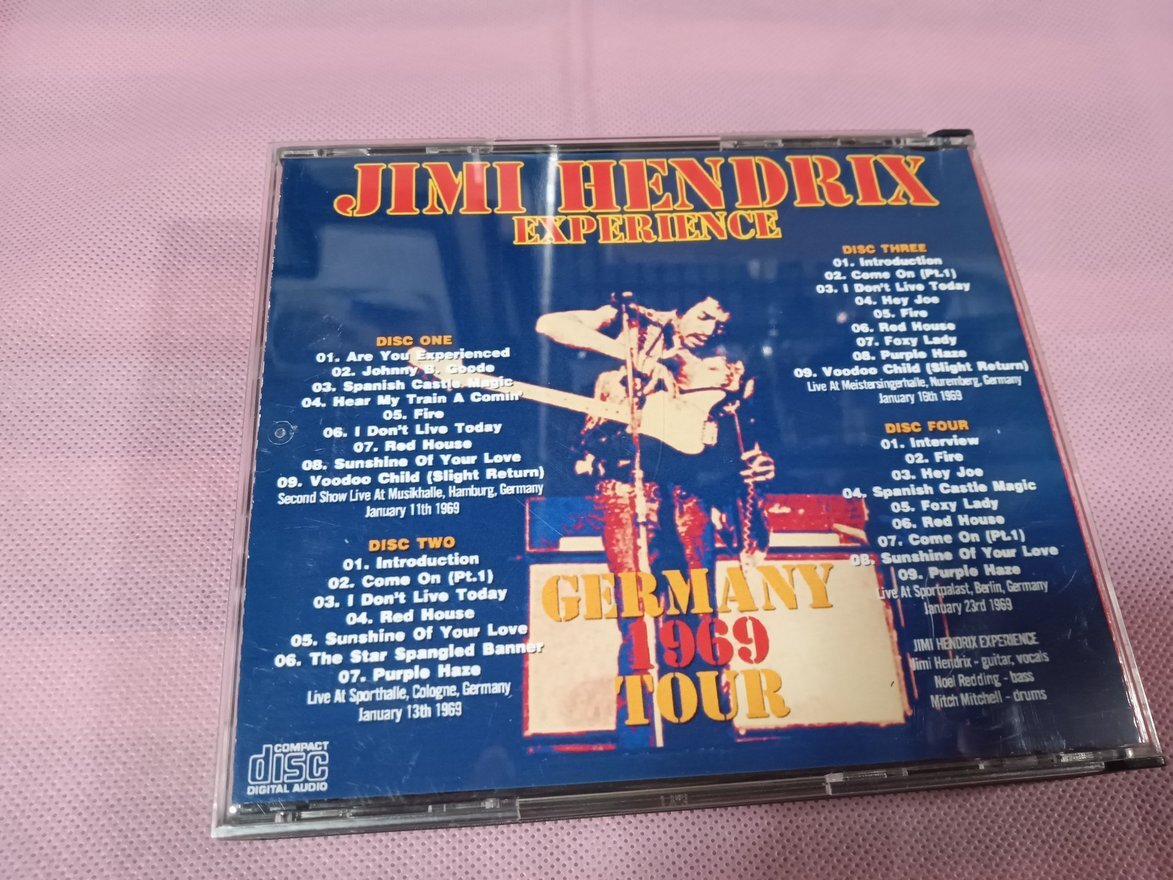 JIMI HENDRIX
EXPERIENCE
DISC ONE
01. Are You Experienced
02. Johnny B. Goode
03. Spanish Castle Magic
04. Hear My Train A Comin'
05. Fire
06. I Don't Live Today
07. Red House
08. Sunshine Of Your Love
09. Voodoo Child (Slight Return)
Second Show Live At Musikhalle, Hamburg, Germany
January 11th 1969
DISC TWO
01. Introduction
02. Come On (Pt.1)
03. I Don't Live Today
04. Red House
05. Sunshine Of Your Love
06. The Star Spangled Banner
07. Purple Haze
Live At Sporthalle, Cologne, Germany
January 13th 1969
DISC THREE
01. Introduction
02. Come On (Pt.1)
03. I Don't Live Today
04. Hey Joe
05. Fire
06. Red House
07. Foxy Lady
08. Purple Haze
09. Voodoo Child (Slight Return)
Live At Meistersingerhalle, Nuremberg, Germany
January 16th 1969
DISC FOUR
01. Interview
02. Fire
03. Hey Joe
04. Spanish Castle Magic
05. Foxy Lady
06. Red House
07. Come On (Pt.1)
08. Sunshine Of Your Love
09. Purple Haze
Live At Sportpalast, Berlin, Germany
January 23rd 1969
JIMI HENDRIX EXPERIENCE
Jimi Hendrix - guitar, vocals
Noel Redding - bass
Mitch Mitchell - drums
GERMANY
1969
TOUR
COMPACT
disc
DIGITAL AUDIO